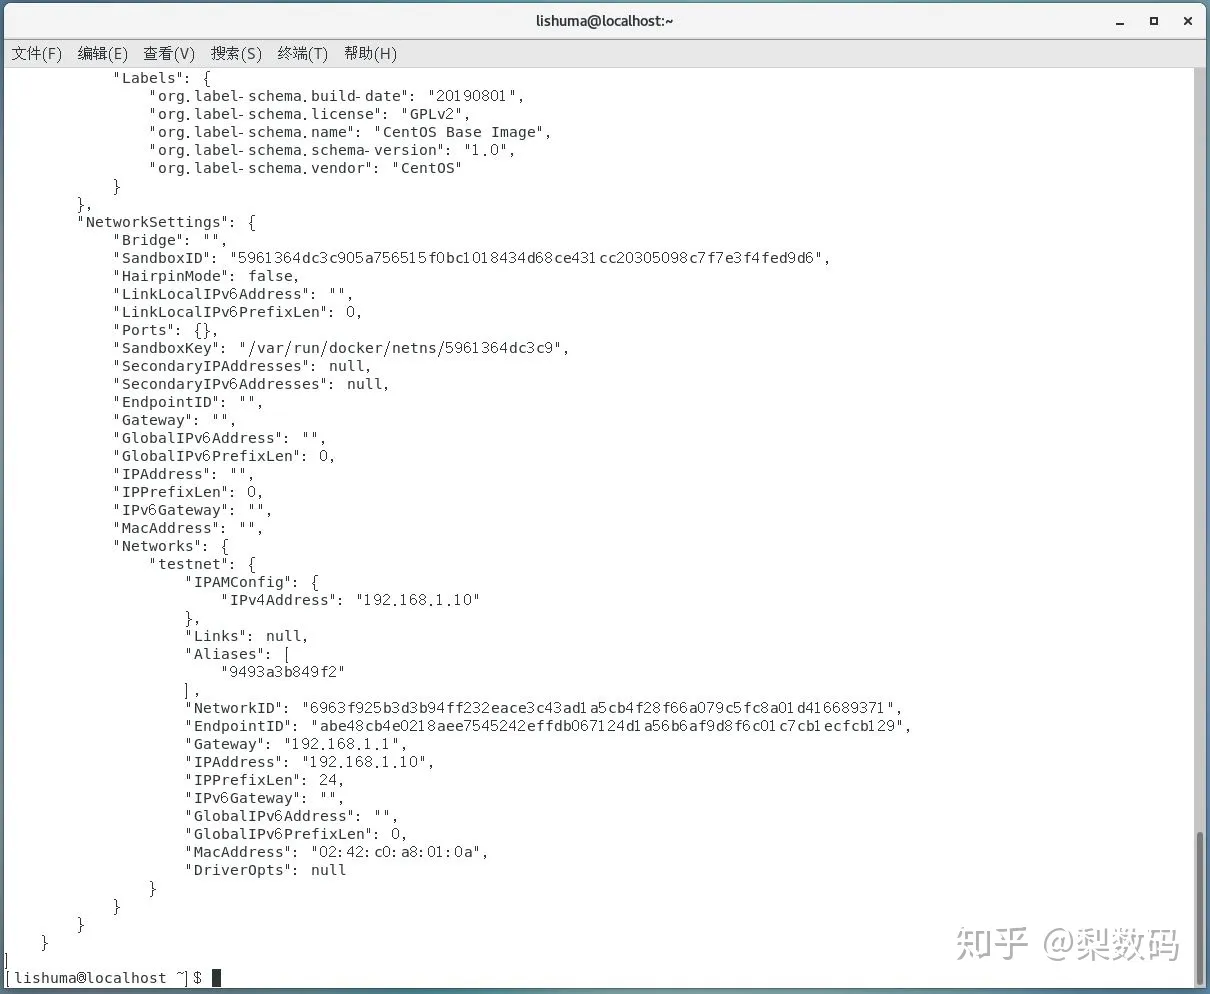 lishuma@localhost:~
文件(F) 编辑(E) 查看(V) 搜索(S) 终端(T) 帮助(H)
"Labels": {
"org.label-schema.build-date": "20190801",
"org.label-schema.license": "GPLv2",
"org.label-schema.name": "CentOS Base Image",
"org.label-schema.schema-version": "1.0",
"org.label-schema.vendor": "CentOS"
}
},
"NetworkSettings": {
"Bridge": "",
"SandboxID": "5961364dc3c905a756515f0bc1018434d68ce431cc20305098c7f7e3f4fed9d6",
"HairpinMode": false,
"LinkLocalIPv6Address": "",
"LinkLocalIPv6PrefixLen": 0,
"Ports": {},
"SandboxKey": "/var/run/docker/netns/5961364dc3c9",
"SecondaryIPAddresses": null,
"SecondaryIPv6Addresses": null,
"EndpointID": "",
"Gateway": "",
"GlobalIPv6Address": "",
"GlobalIPv6PrefixLen": 0,
"IPAddress": "",
"IPPrefixLen": 0,
"IPv6Gateway": "",
"MacAddress": "",
"Networks": {
"testnet": {
"IPAMConfig": {
"IPv4Address": "192.168.1.10"
},
"Links": null,
"Aliases": [
"9493a3b849f2"
],
"NetworkID": "6963f925b3d3b94ff232eace3c43ad1a5cb4f28f66a079c5fc8a01d416689371",
"EndpointID": "abe48cb4e0218aee7545242effdb067124d1a56b6af9d8f6c01c7cb1ecfcb129",
"Gateway": "192.168.1.1",
"IPAddress": "192.168.1.10",
"IPPrefixLen": 24,
"IPv6Gateway": "",
"GlobalIPv6Address": "",
"GlobalIPv6PrefixLen": 0,
"MacAddress": "02:42:c0:a8:01:0a",
"DriverOpts": null
}
}
}
}
]
[lishuma@localhost ~]$
知乎 @梨数码